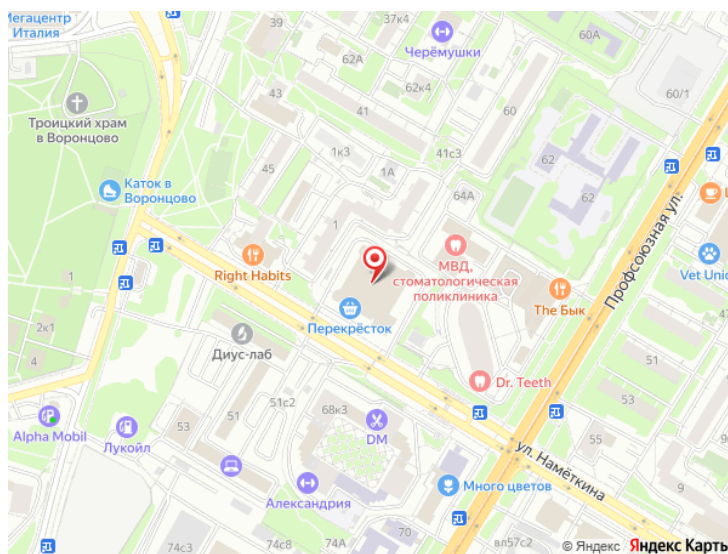 Мегацентр
Италия
39
37к4
Черёмушки
60А
62А
43
41
60
60/1
Троицкий храм
в Воронцово
1к3
41с3
62
45
1А
62
Каток в
Воронцово
64А
1
Профсоюзная ул.
МВД,
стоматологическая
поликлиника
Right Habits
1
Vet Unio
The Бык
Перекрёсток
2к1
Диус-лаб
51
53
Dr. Teeth
51с2
68к3
51
Alpha Mobil
53
Лукойл
DM
55
ул. Намёткина
Александрия
Много цветов
9
74с3
74с8
74А
вл57с2
© Яндекс Яндекс Карты